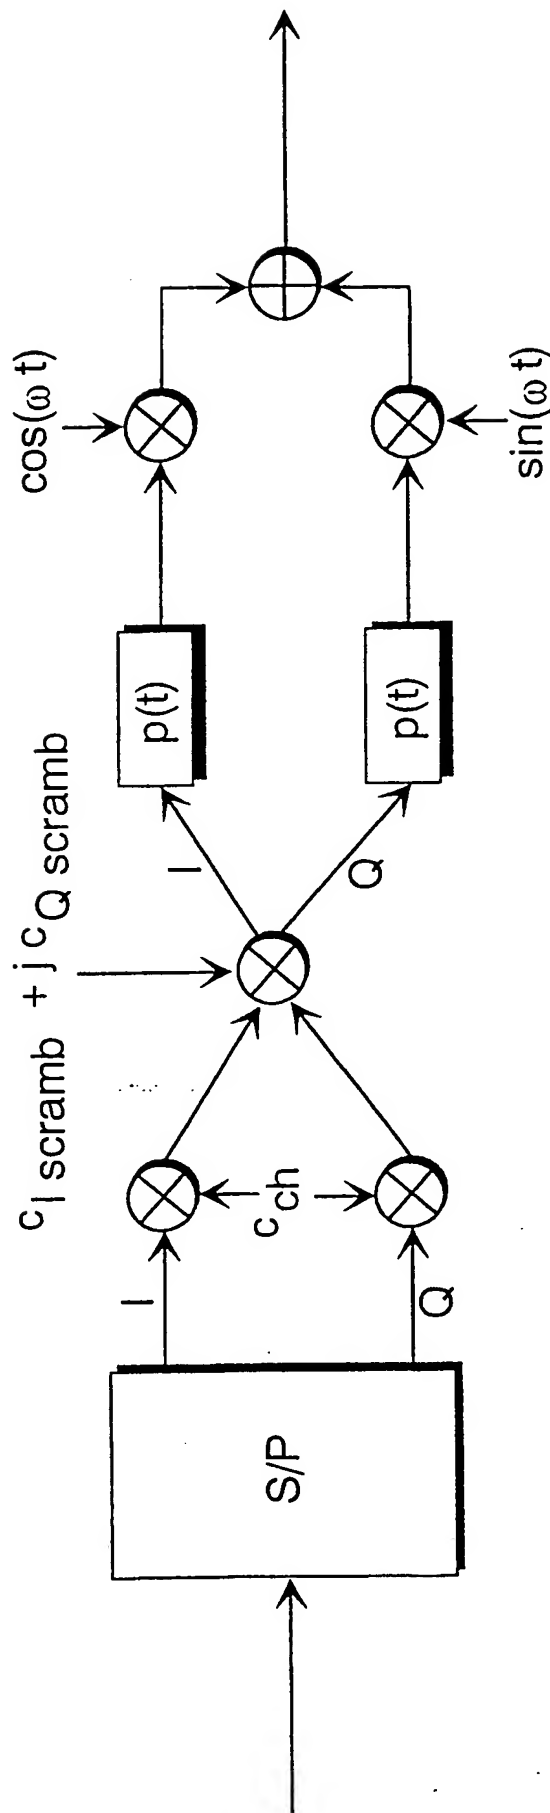 S/P
I
Q
c_ch
c_I scramb + j c_Q scramb
I
Q
p(t)
p(t)
cos(ω t)
sin(ω t)